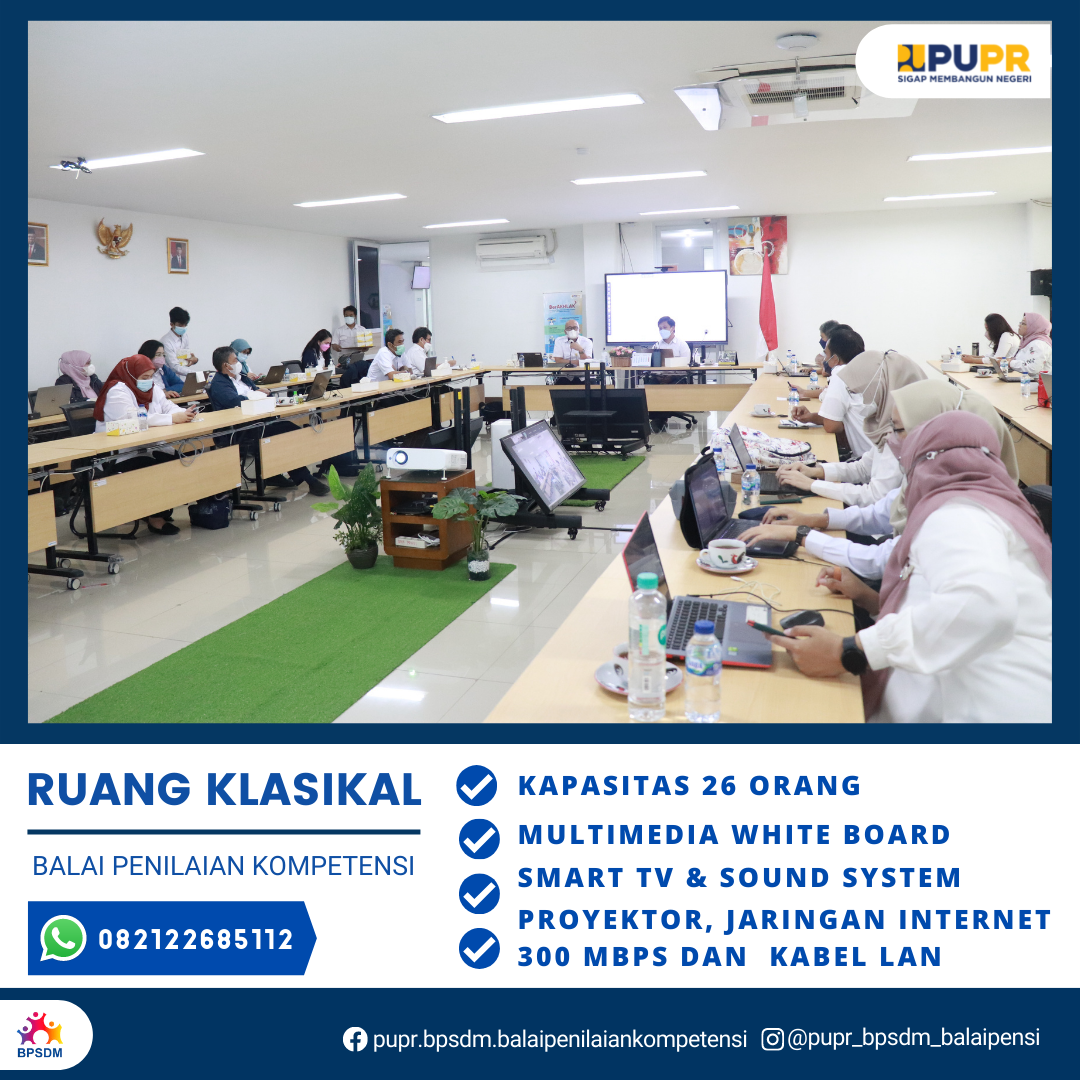 PUPR
SIGAP MEMBANGUN NEGERI
RUANG KLASIKAL
BALAI PENILAIAN KOMPETENSI
082122685112
KAPASITAS 26 ORANG
MULTIMEDIA WHITE BOARD
SMART TV & SOUND SYSTEM
PROYEKTOR, JARINGAN INTERNET
300 MBPS DAN KABEL LAN
BPSDM
pupr.bpsdm.balaipenilaiankompetensi
@pupr_bpsdm_balaipensi